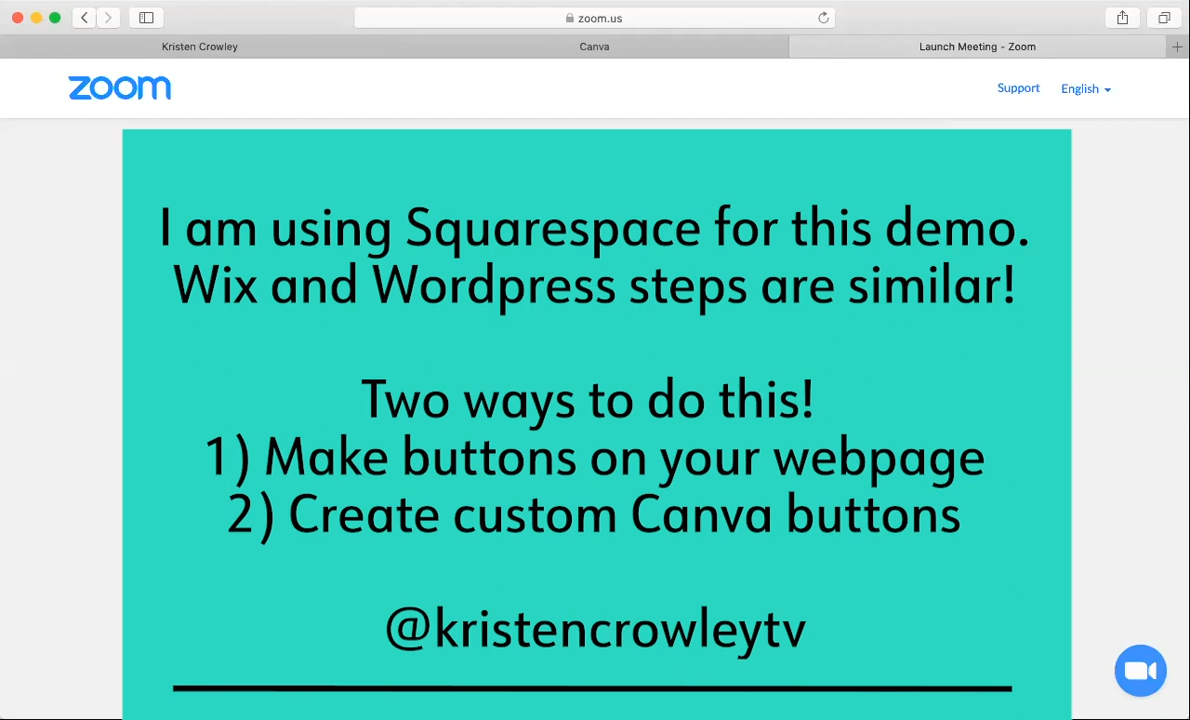 zoom.us
Kristen Crowley
Canva
Launch Meeting - Zoom
zoom
Support
English
I am using Squarespace for this demo.
Wix and Wordpress steps are similar!
Two ways to do this!
1) Make buttons on your webpage
2) Create custom Canva buttons
@kristencrowleytv